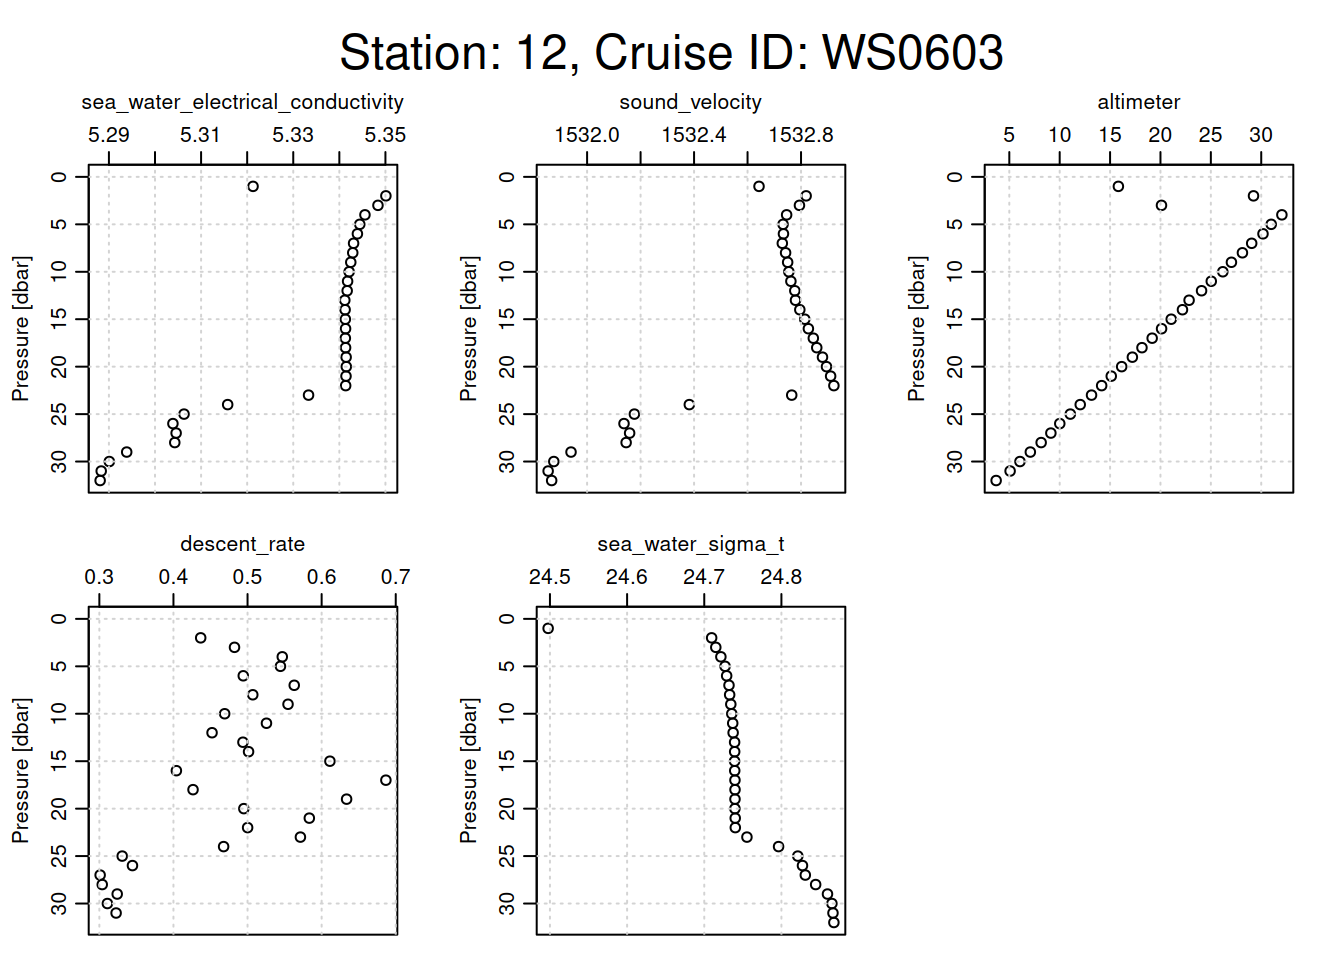 Station: 12, Cruise ID: WS0603
sea_water_electrical_conductivity
5.29 5.31 5.33 5.35
Pressure [dbar]
0 5 10 15 20 25 30
sound_velocity
1532.0 1532.4 1532.8
Pressure [dbar]
0 5 10 15 20 25 30
altimeter
5 10 15 20 25 30
Pressure [dbar]
0 5 10 15 20 25 30
descent_rate
0.3 0.4 0.5 0.6 0.7
Pressure [dbar]
0 5 10 15 20 25 30
sea_water_sigma_t
24.5 24.6 24.7 24.8
Pressure [dbar]
0 5 10 15 20 25 30